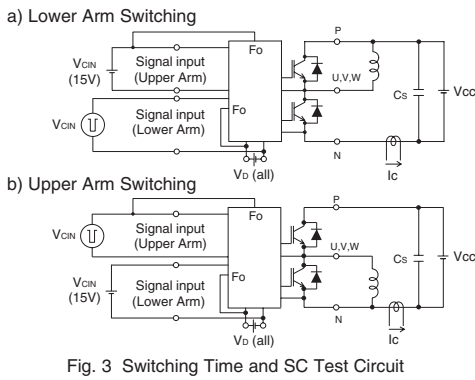 a) Lower Arm Switching
VCIN
(15V)
Signal input
(Upper Arm)
Fo
P
U,V,W
CS
VCC
VCIN
Signal input
(Lower Arm)
Fo
VD (all)
N
Ic
b) Upper Arm Switching
VCIN
Signal input
(Upper Arm)
Fo
P
U,V,W
CS
VCC
VCIN
(15V)
Signal input
(Lower Arm)
Fo
VD (all)
N
Ic
Fig. 3 Switching Time and SC Test Circuit